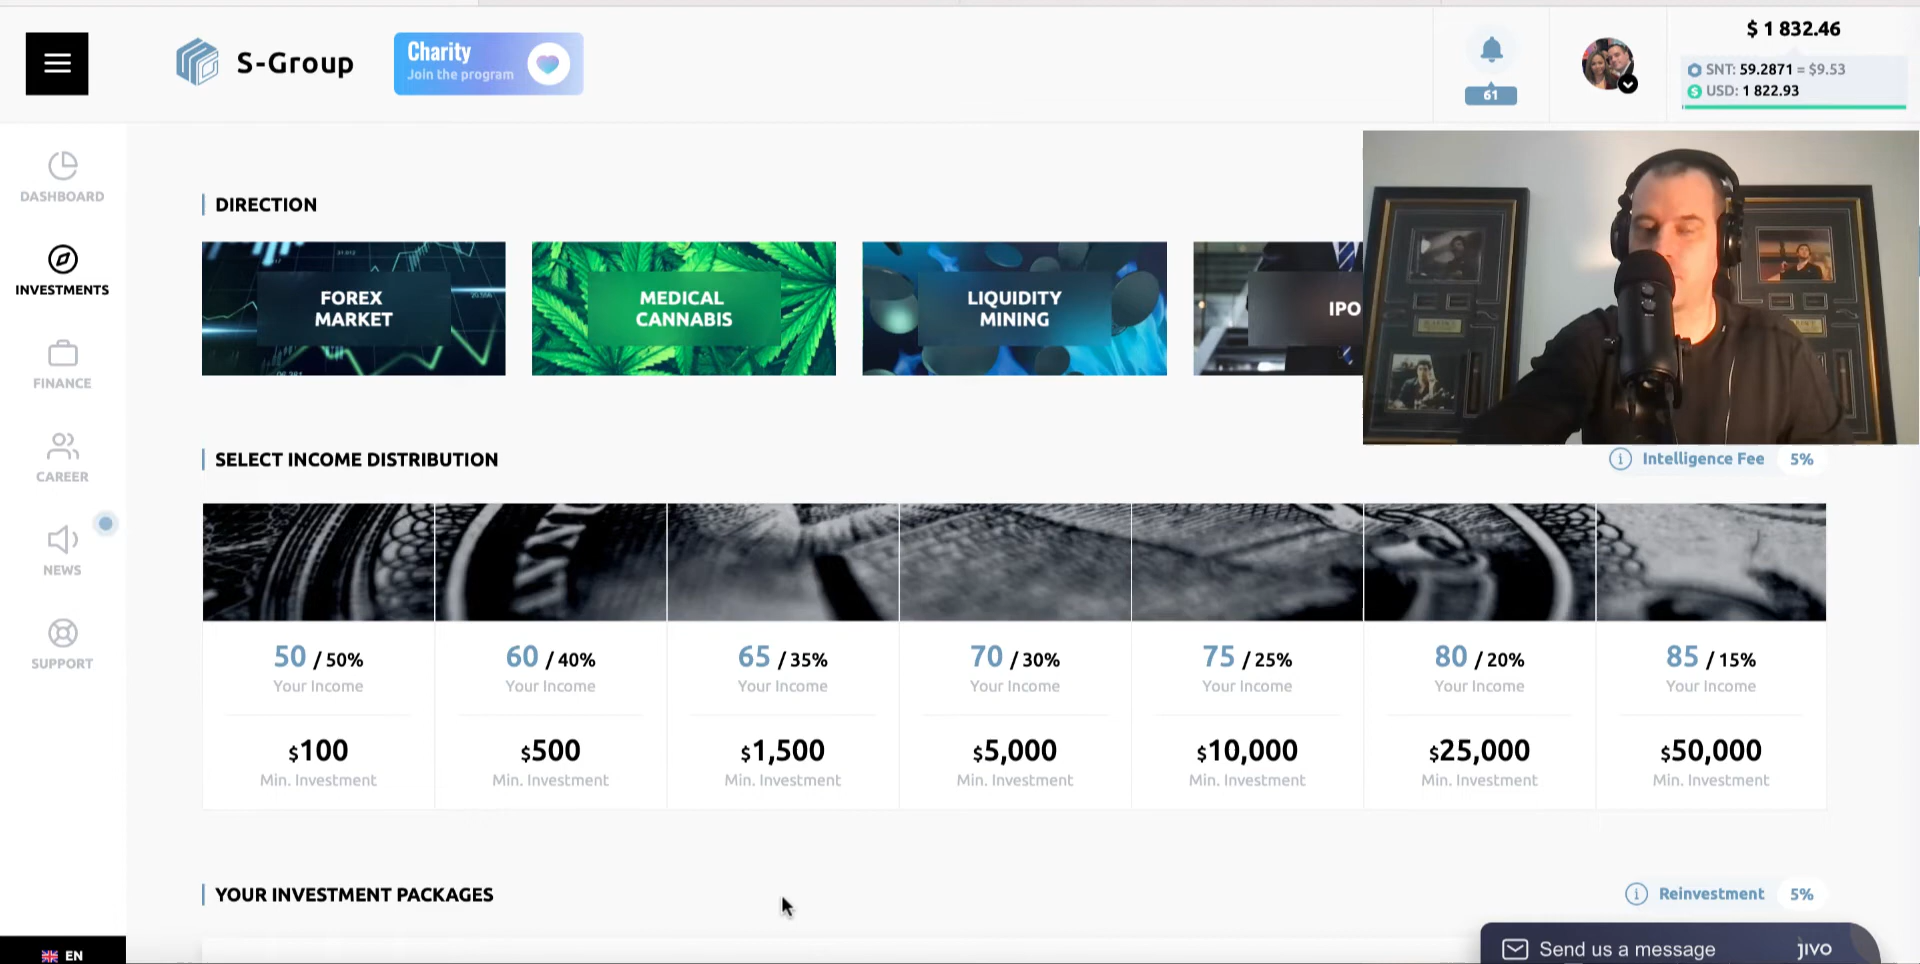 S-Group
Charity
Join the program
61
$ 1 832.46
SNT: 59.2871 = $9.53
USD: 1 822.93
DASHBOARD
INVESTMENTS
FINANCE
CAREER
NEWS
SUPPORT
EN
DIRECTION
FOREX
MARKET
MEDICAL
CANNABIS
LIQUIDITY
MINING
IPO
SELECT INCOME DISTRIBUTION
Intelligence Fee 5%
50 / 50%
Your Income
$100
Min. Investment
60 / 40%
Your Income
$500
Min. Investment
65 / 35%
Your Income
$1,500
Min. Investment
70 / 30%
Your Income
$5,000
Min. Investment
75 / 25%
Your Income
$10,000
Min. Investment
80 / 20%
Your Income
$25,000
Min. Investment
85 / 15%
Your Income
$50,000
Min. Investment
YOUR INVESTMENT PACKAGES
Reinvestment 5%
Send us a message
JIVO